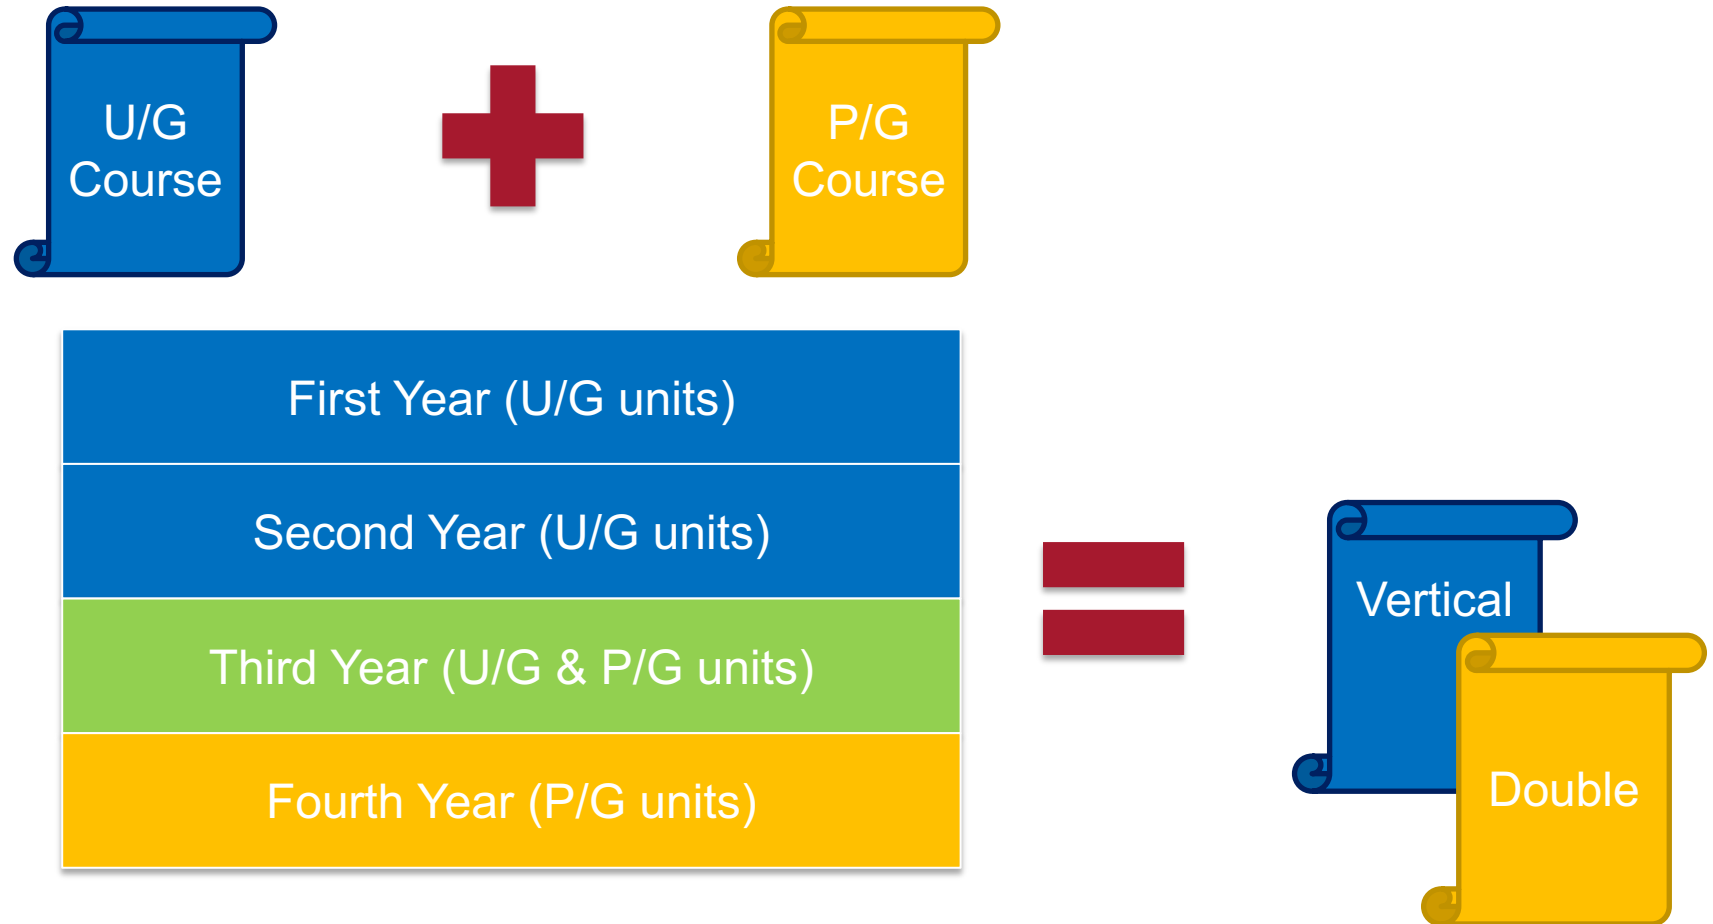 U/G
Course
P/G
Course
First Year (U/G units)
Second Year (U/G units)
Third Year (U/G & P/G units)
Fourth Year (P/G units)
Vertical
Double